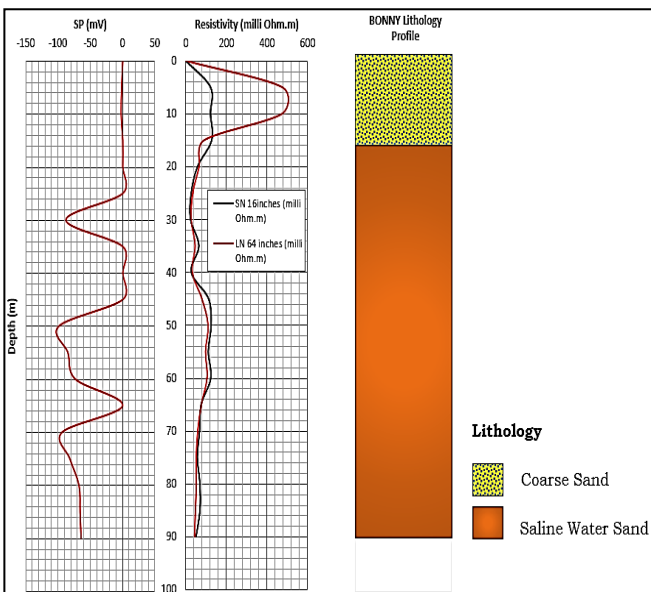 SP (mV)
-150 -100 -50 0 50
Resistivity (milli Ohm.m)
0 200 400 600
BONNY Lithology
Profile
Depth (m)
0
10
20
30
40
50
60
70
80
90
100
SN 16inches (milli
Ohm.m)
LN 64 inches (milli
Ohm.m)
Lithology
Coarse Sand
Saline Water Sand